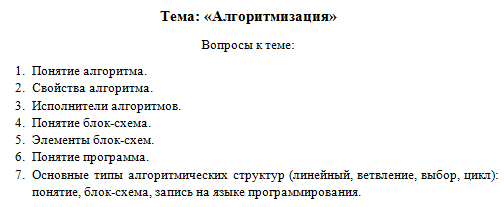 Тема: «Алгоритмизация»
Вопросы к теме:
1. Понятие алгоритма.
2. Свойства алгоритма.
3. Исполнители алгоритмов.
4. Понятие блок-схема.
5. Элементы блок-схем.
6. Понятие программа.
7. Основные типы алгоритмических структур (линейный, ветвление, выбор, цикл):
понятие, блок-схема, запись на языке программирования.